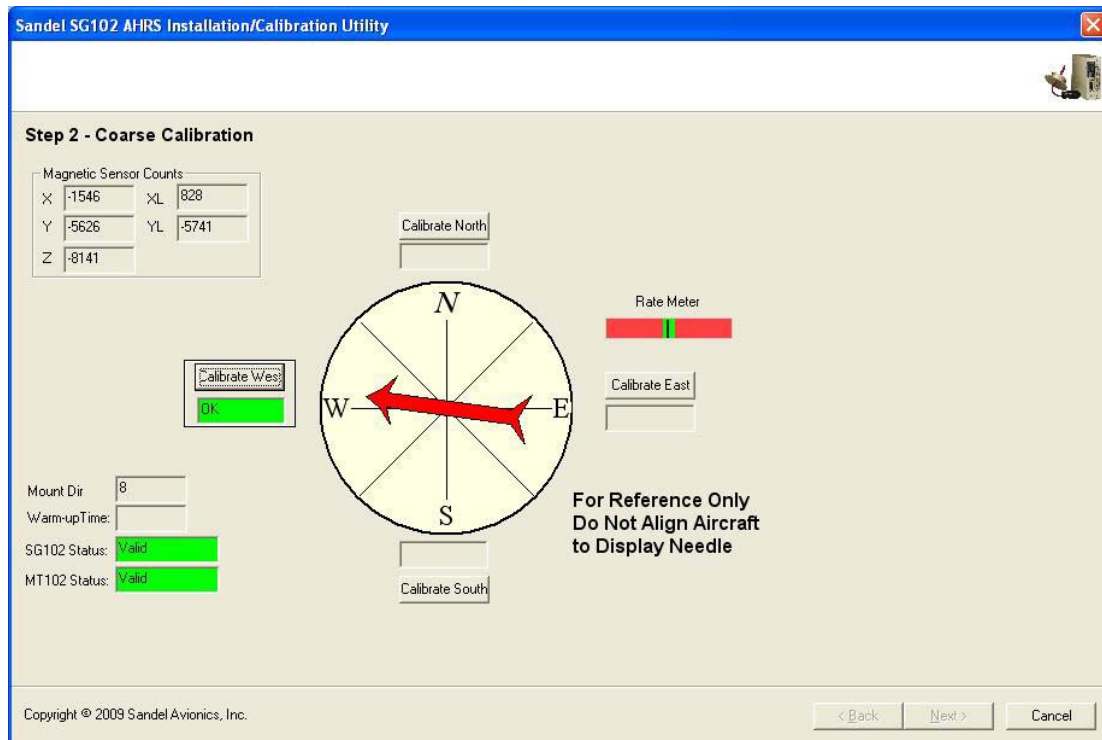 Sandel SG102 AHRS Installation/Calibration Utility
Step 2 - Coarse Calibration
Magnetic Sensor Counts
X -1546 XL 828
Y -5626 YL -5741
Z -8141
Calibrate North
N
Rate Meter
Calibrate West
OK
Calibrate East
W
E
S
Mount Dir 8
Warm-upTime:
SG102 Status: Valid
MT102 Status: Valid
For Reference Only
Do Not Align Aircraft
to Display Needle
Calibrate South
Copyright © 2009 Sandel Avionics, Inc.
< Back Next > Cancel